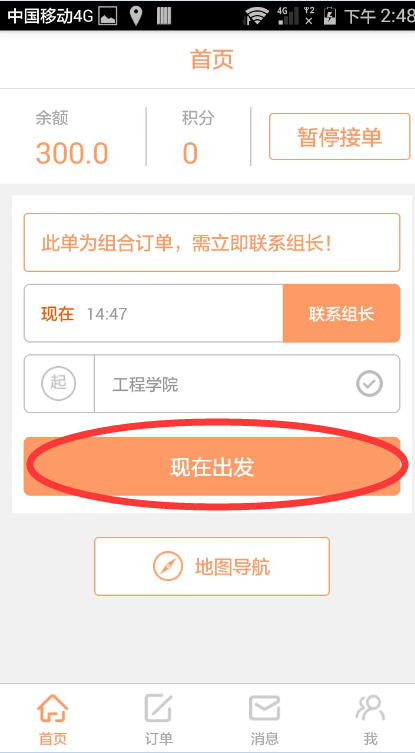 中国移动4G 4G 下午 2:48
首页
余额 积分
300.0 0 暂停接单
此单为组合订单，需立即联系组长！
现在 14:47 联系组长
起 工程学院
现在出发
地图导航
首页 订单 消息 我